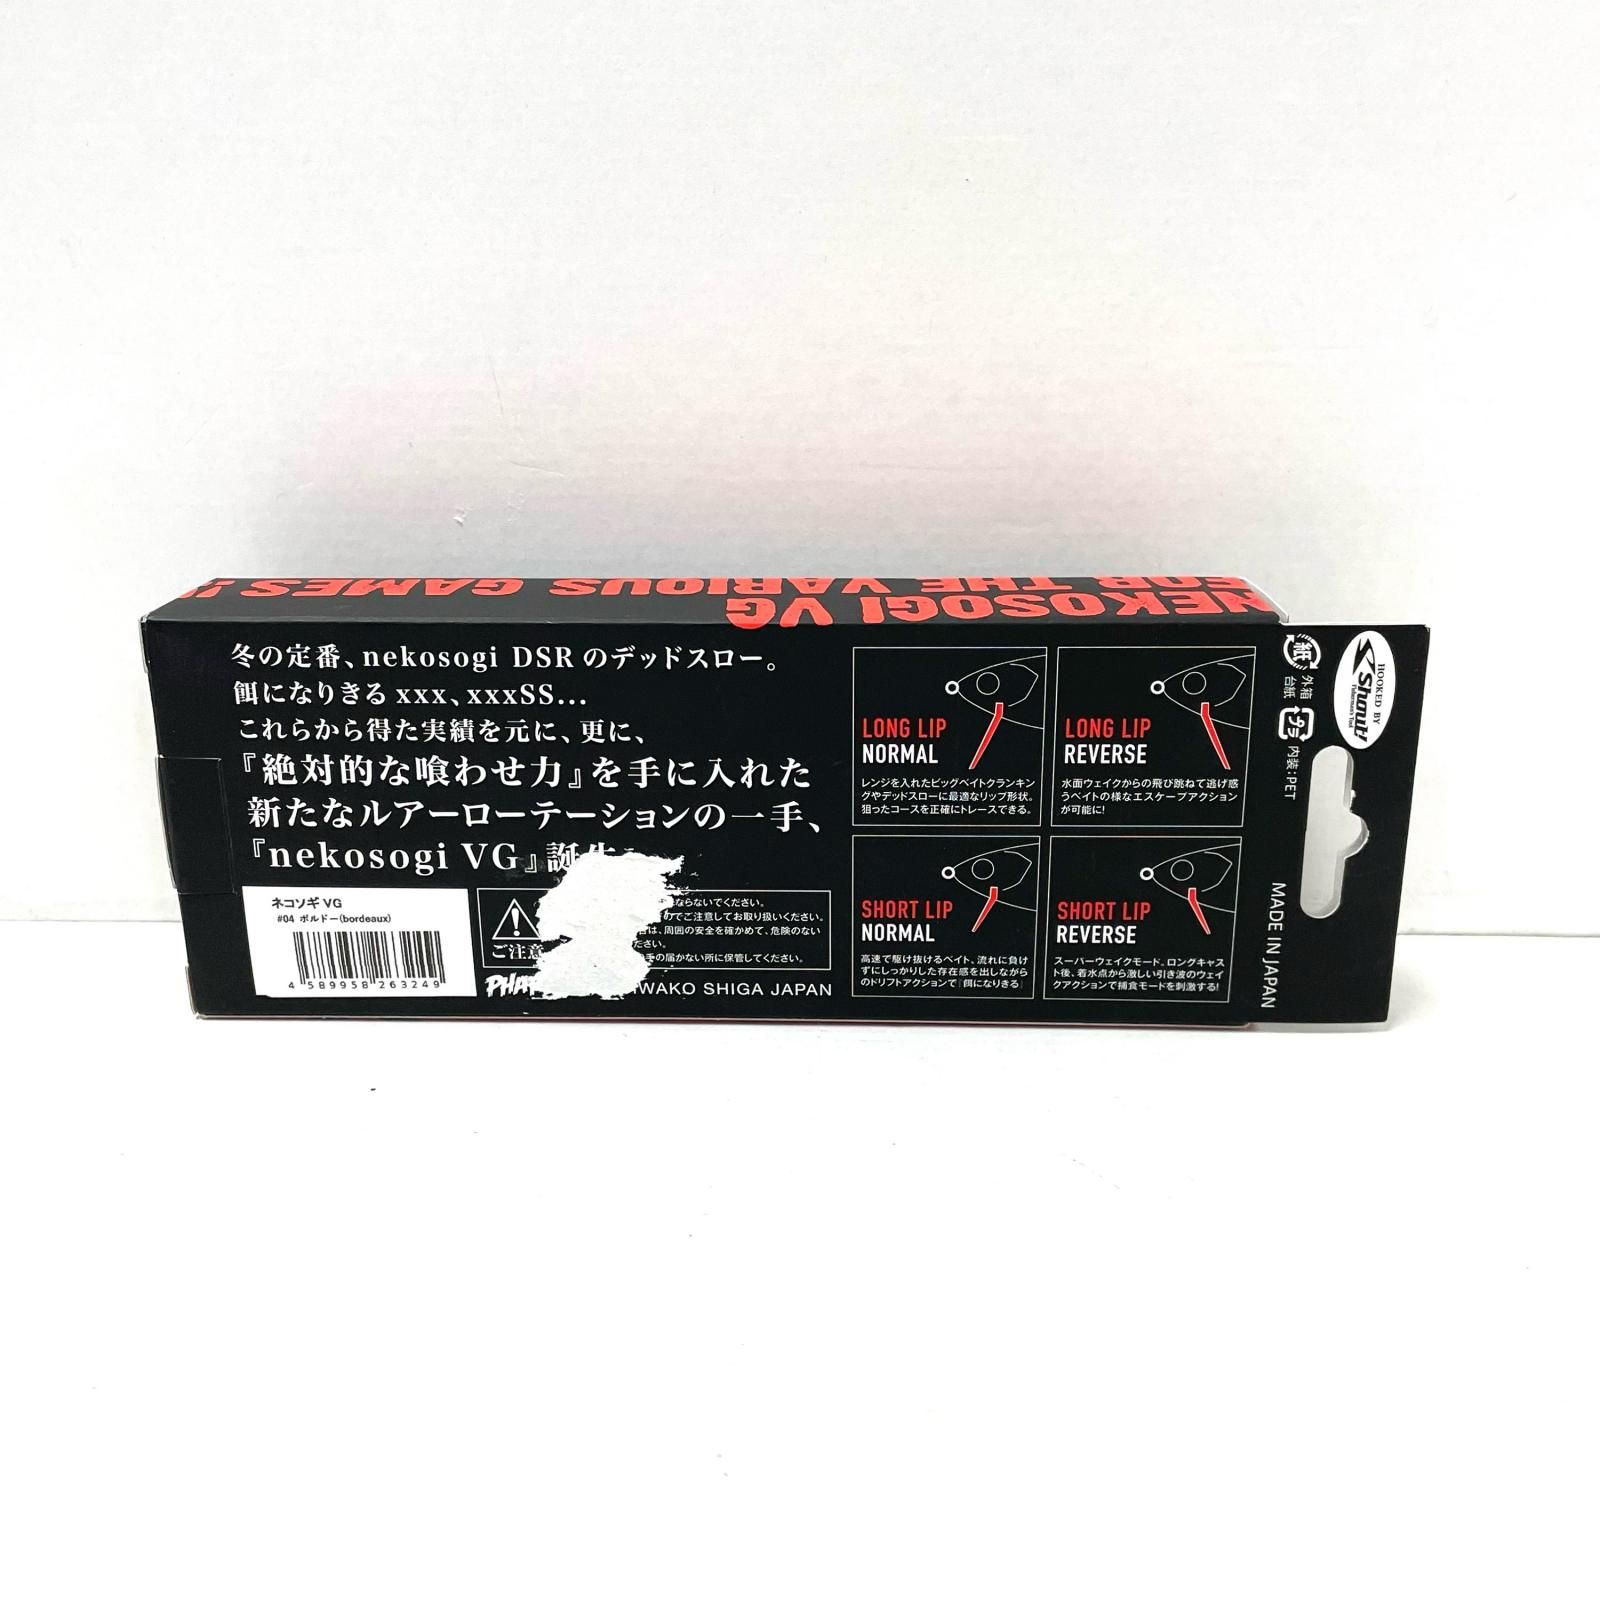 NEKOSOGI VG
FOR THE VARIOUS GAMES!!
冬の定番、nekosogi DSRのデッドスロー。
餌になりきるxxx、xxxSS...
これらから得た実績を元に、更に、
『絶対的な喰わせ力』を手に入れた
新たなルアーローテーションの一手、
『nekosogi VG』誕生
ネコソギVG
#04 ボルドー(bordeaux)
4 589958 263249
ご注意
ならないでください。
のでご注意してお取り扱いください。
は、周囲の安全を確かめて、危険のない
ださい。
手の届かない所に保管してください。
WAKO SHIGA JAPAN
LONG LIP
NORMAL
レンジを入れたビッグベイトクランキン
グやデッドスローに最適なリップ形状。
狙ったコースを正確にトレースできる。
LONG LIP
REVERSE
水面ウェイクからの飛び跳ねて逃げ惑
うベイトの様なエスケープアクション
が可能に!
SHORT LIP
NORMAL
高速で駆け抜けるベイト、流れに負け
ずにしっかりした存在感を出しながら
のドリフトアクションで「餌になりきる」
SHORT LIP
REVERSE
スーパーウェイクモード。ロングキャス
ト後、着水点から激しい引き波のウェイ
クアクションで捕食モードを刺激する!
HOOKED BY
Shout!
Fisherman's Tool
紙
外箱
台紙
プラ
内装:PET
MADE IN JAPAN